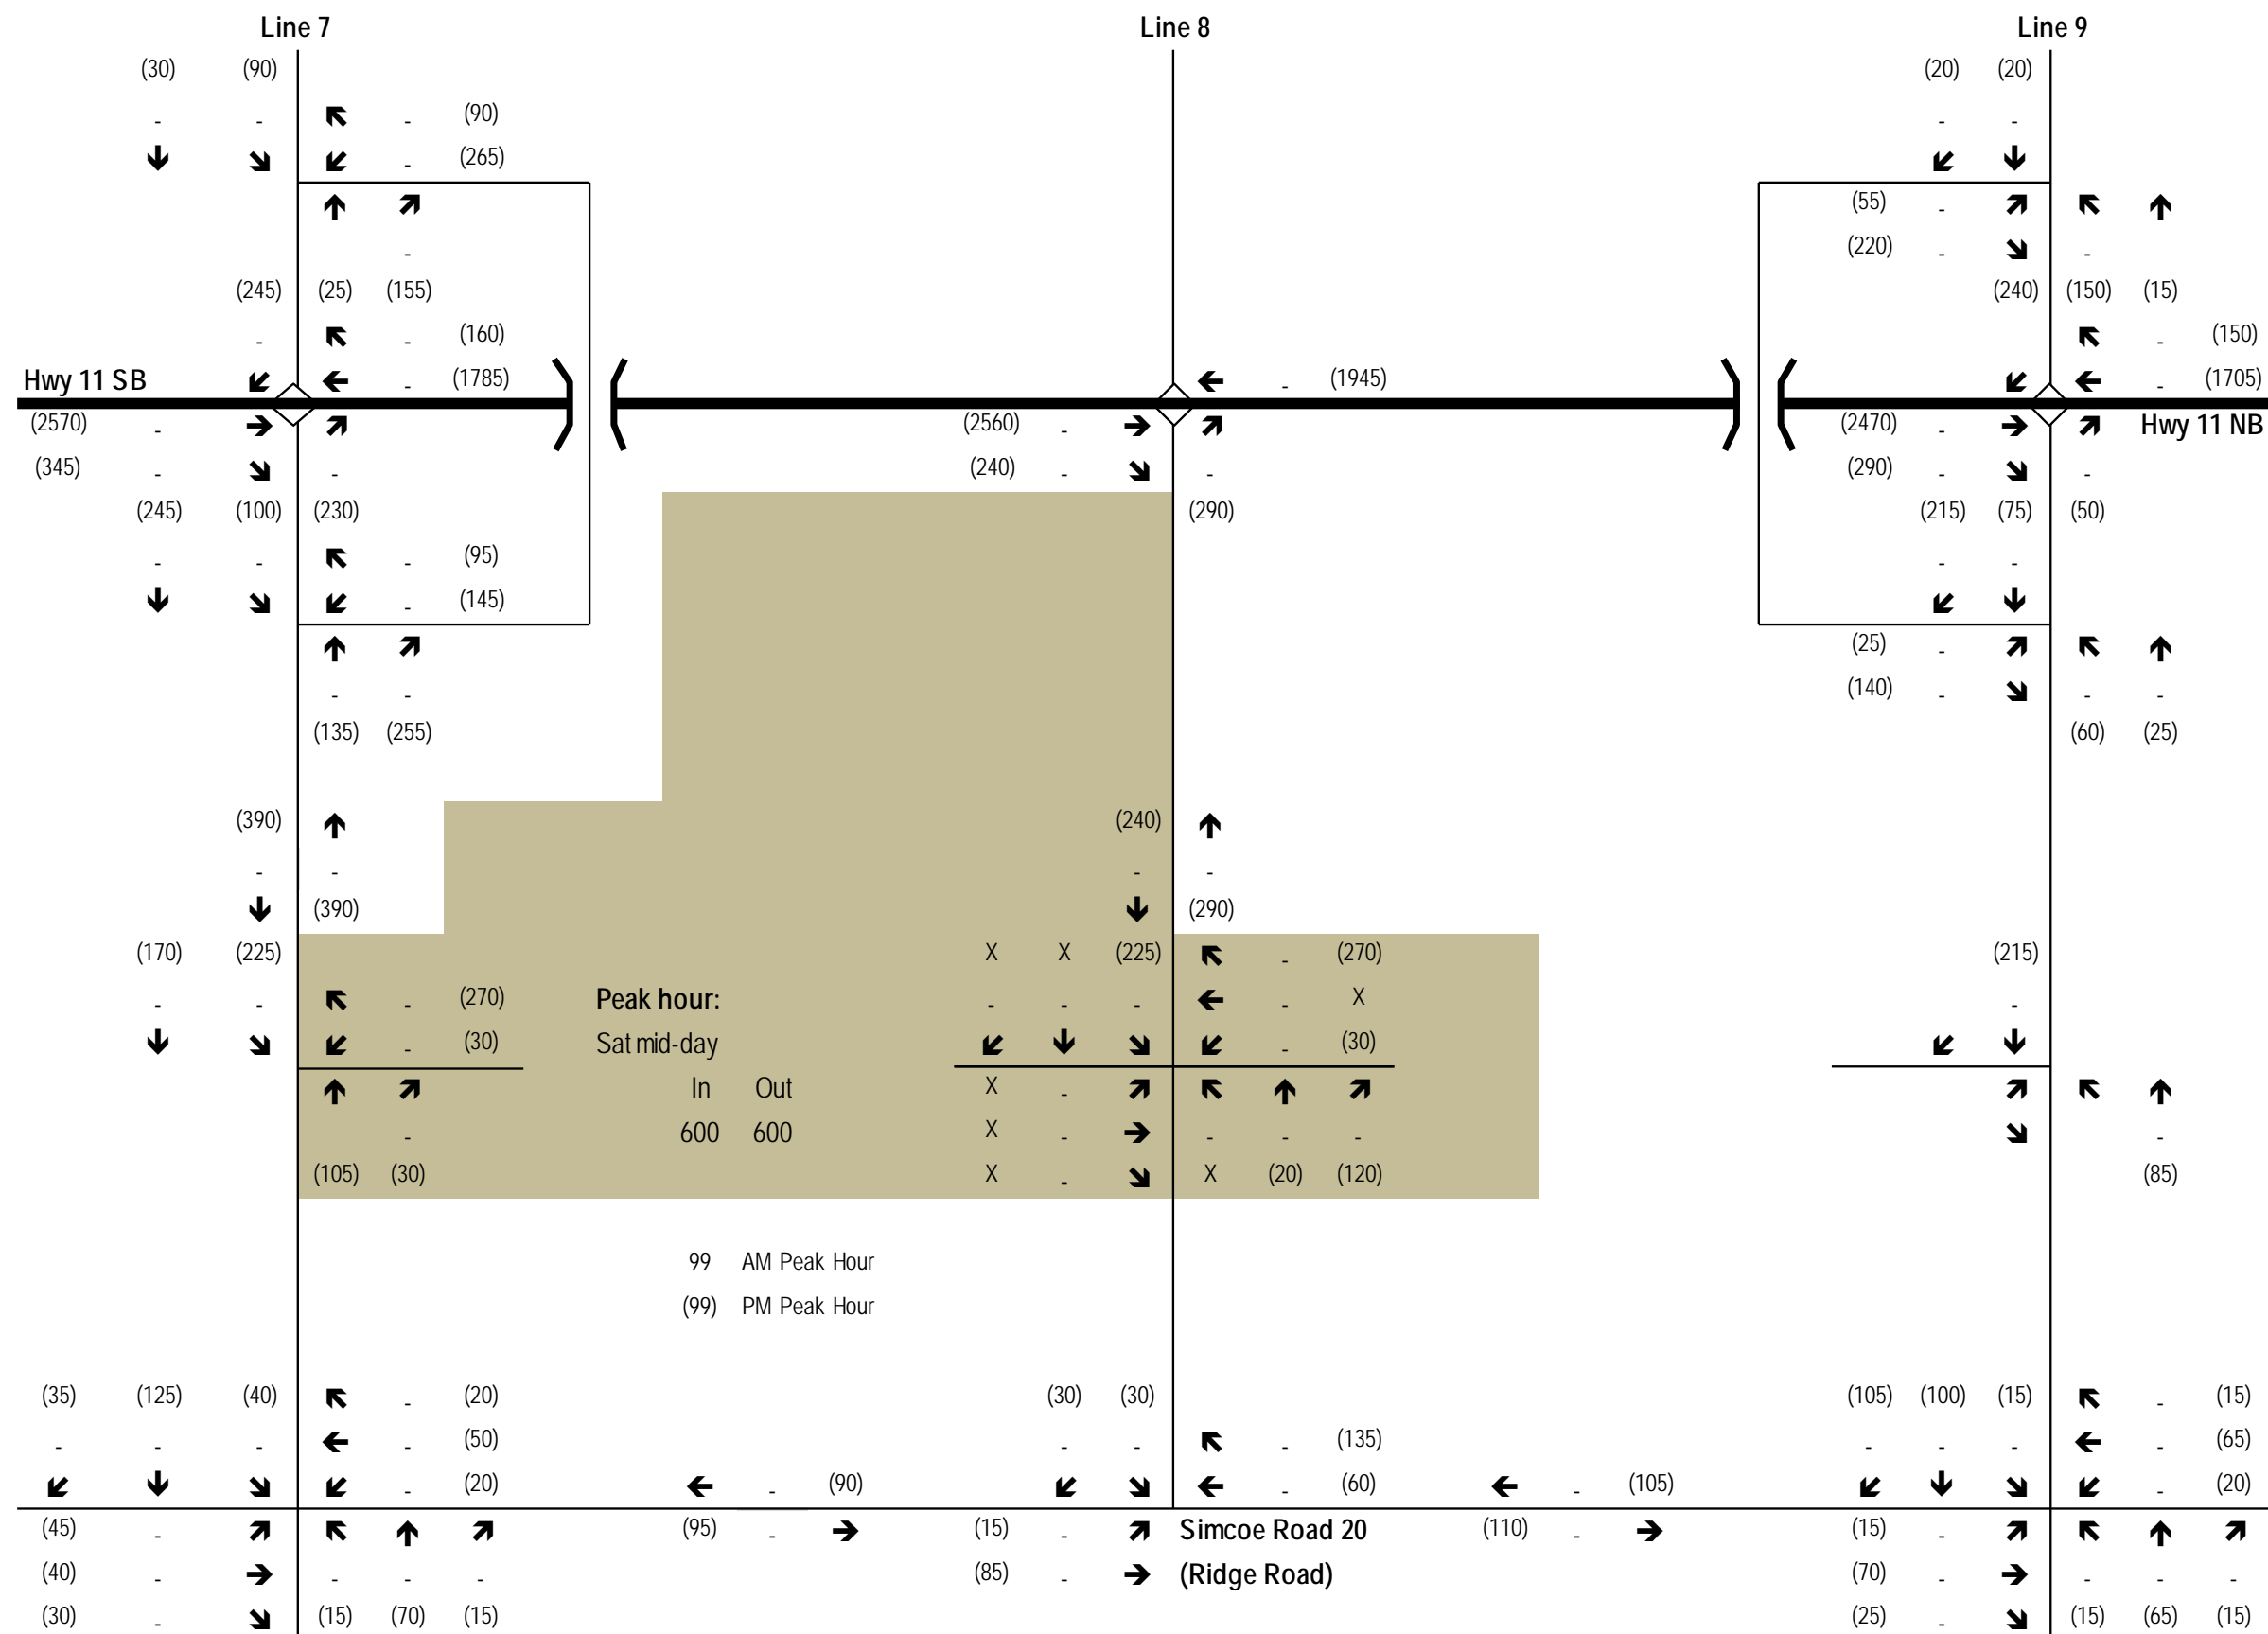 Line 7 Line 8 Line 9
(30) (90) (20) (20)
- - - (90) - -
- (265)
(55) -
- (220) - -
(245) (25) (155) (240) (150) (15)
- - (160) - (150)
Hwy 11 SB - (1785) - (1945) - (1705)
(2570) - (2560) - (2470) - Hwy 11 NB
(345) - - (240) - - (290) - -
(245) (100) (230) (290) (215) (75) (50)
- - - (95) - -
- (145)
(25) -
- - (140) - - -
(135) (255) (60) (25)
(390) (240)
- - - -
(390) (290)
(170) (225) X X (225) - (270) (215)
- - - (270) Peak hour: - - - - X -
- (30) Sat mid-day - (30)
In Out X -
- 600 600 X - - - - -
(105) (30) X - X (20) (120) (85)
99 AM Peak Hour
(99) PM Peak Hour
(35) (125) (40) - (20) (30) (30) (105) (100) (15) - (15)
- - - - (50) - - - (135) - - - - (65)
- (20) - (90) - (60) - (105) - (20)
(45) - (95) - (15) - Simcoe Road 20 (110) - (15) -
(40) - - - - (85) - (Ridge Road) (70) - - - -
(30) - (15) (70) (15) (25) - (15) (65) (15)